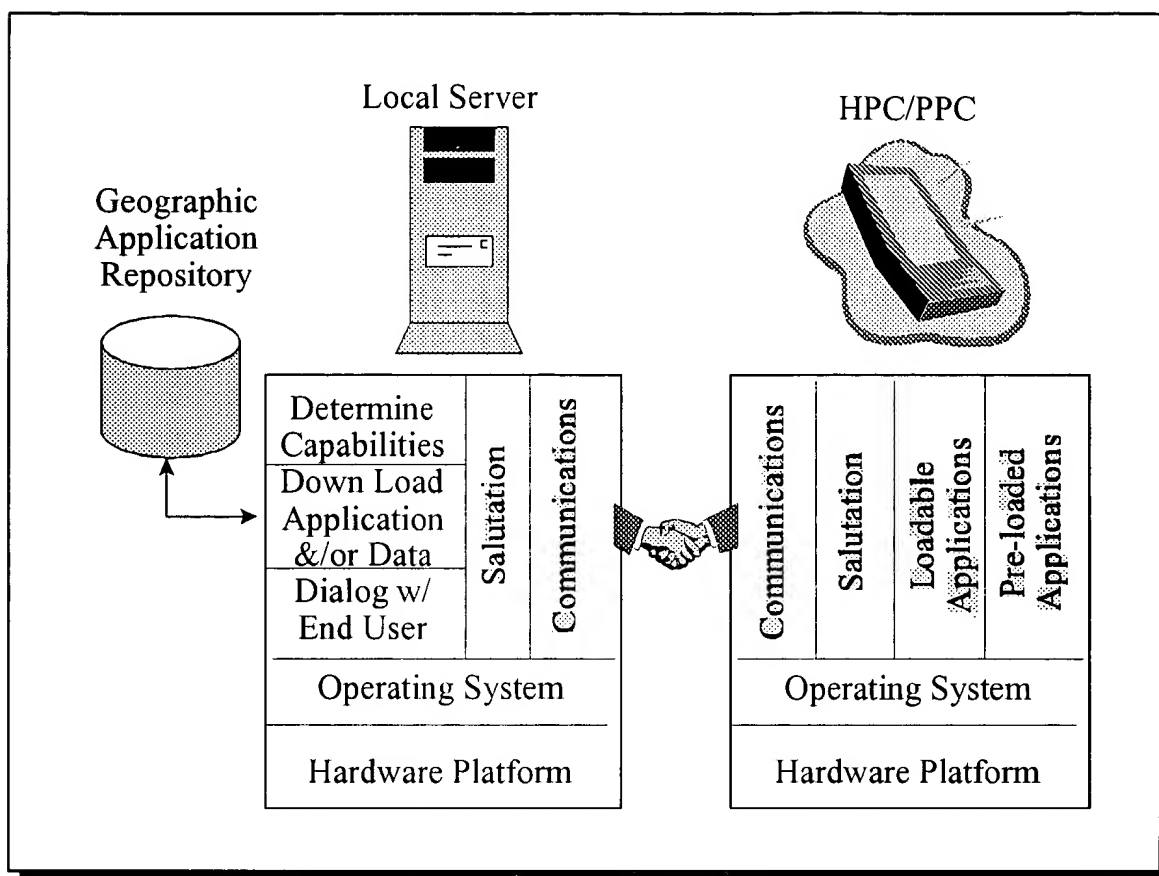 Local Server
HPC/PPC
Geographic
Application
Repository
Determine
Capabilities
Down Load
Application
&/or Data
Dialog w/
End User
Salutation
Communications
Communications
Salutation
Loadable
Applications
Pre-loaded
Applications
Operating System
Hardware Platform
Operating System
Hardware Platform